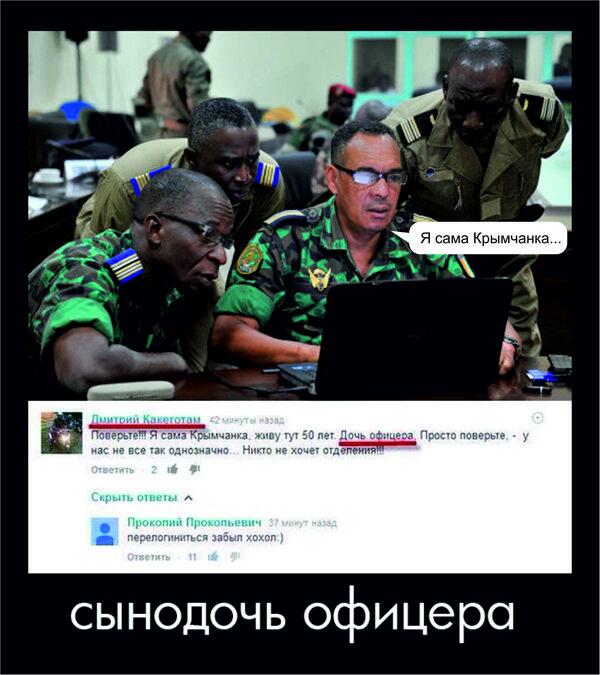 Я сама Крымчанка...
Дмитрий Какеготам 42 минуты назад
Поверьте!!! Я сама Крымчанка, живу тут 50 лет. Дочь офицера. Просто поверьте, - у
нас не все так однозначно... Никто не хочет отделения!!!
Ответить 2
Скрыть ответы
Прокопий Прокопьевич 37 минут назад
перелогиниться забыл хохол:)
Ответить 11
сынодочь офицера